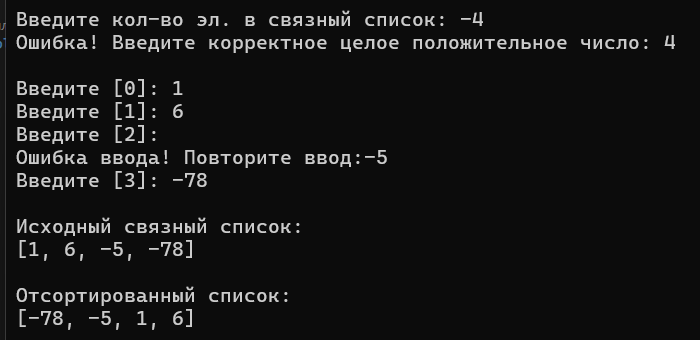 Введите кол-во эл. в связный список: -4
Ошибка! Введите корректное целое положительное число: 4
Введите [0]: 1
Введите [1]: 6
Введите [2]:
Ошибка ввода! Повторите ввод:-5
Введите [3]: -78
Исходный связный список:
[1, 6, -5, -78]
Отсортированный список:
[-78, -5, 1, 6]